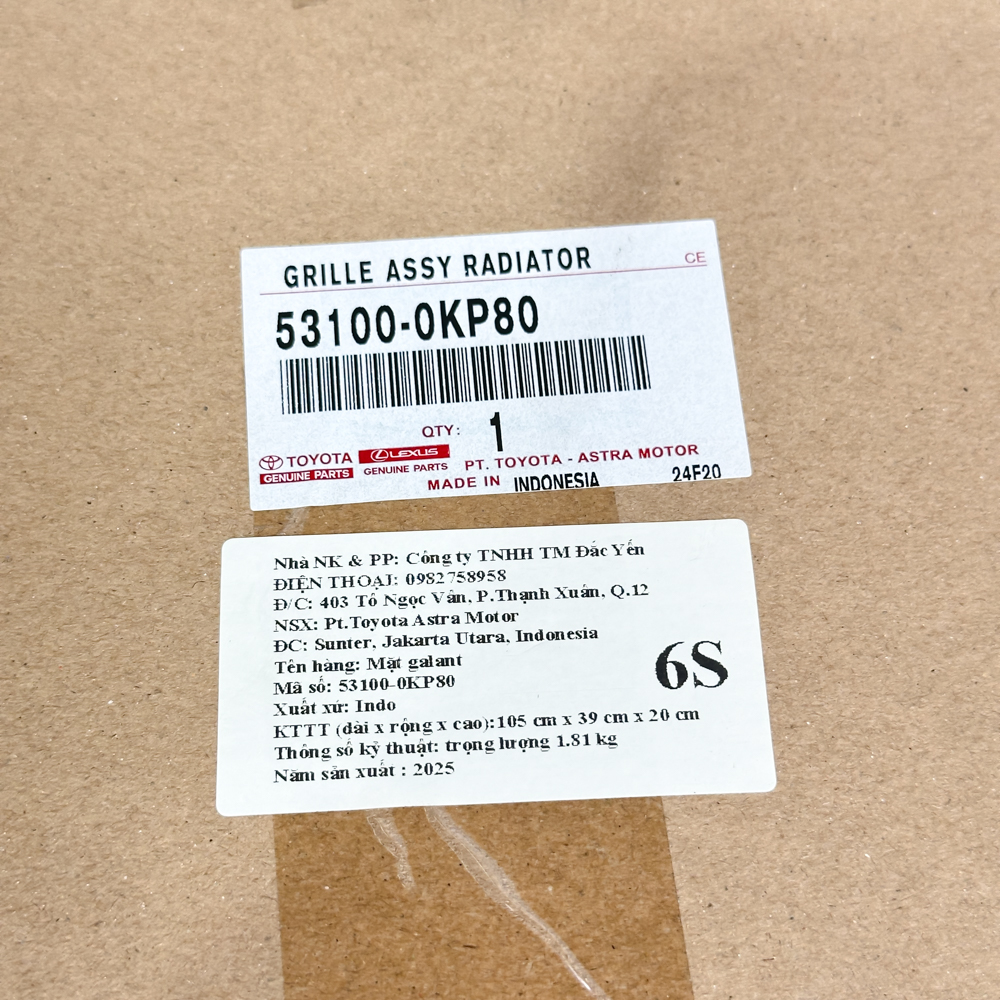 GRILLE ASSY RADIATOR
CE
53100-0KP80
QTY: 1
TOYOTA
GENUINE PARTS
LEXUS
GENUINE PARTS
PT. TOYOTA - ASTRA MOTOR
MADE IN INDONESIA
24F20
Nhà NK & PP: Công ty TNHH TM Đắc Yến
ĐIỆN THOẠI: 0982758958
Đ/C: 403 Tô Ngọc Vân, P.Thạnh Xuân, Q.12
NSX: Pt.Toyota Astra Motor
ĐC: Sunter, Jakarta Utara, Indonesia
Tên hàng: Mặt galant
Mã số: 53100-0KP80
Xuất xứ: Indo
KTTT (dài x rộng x cao):105 cm x 39 cm x 20 cm
Thông số kỹ thuật: trọng lượng 1.81 kg
Năm sản xuất : 2025
6S